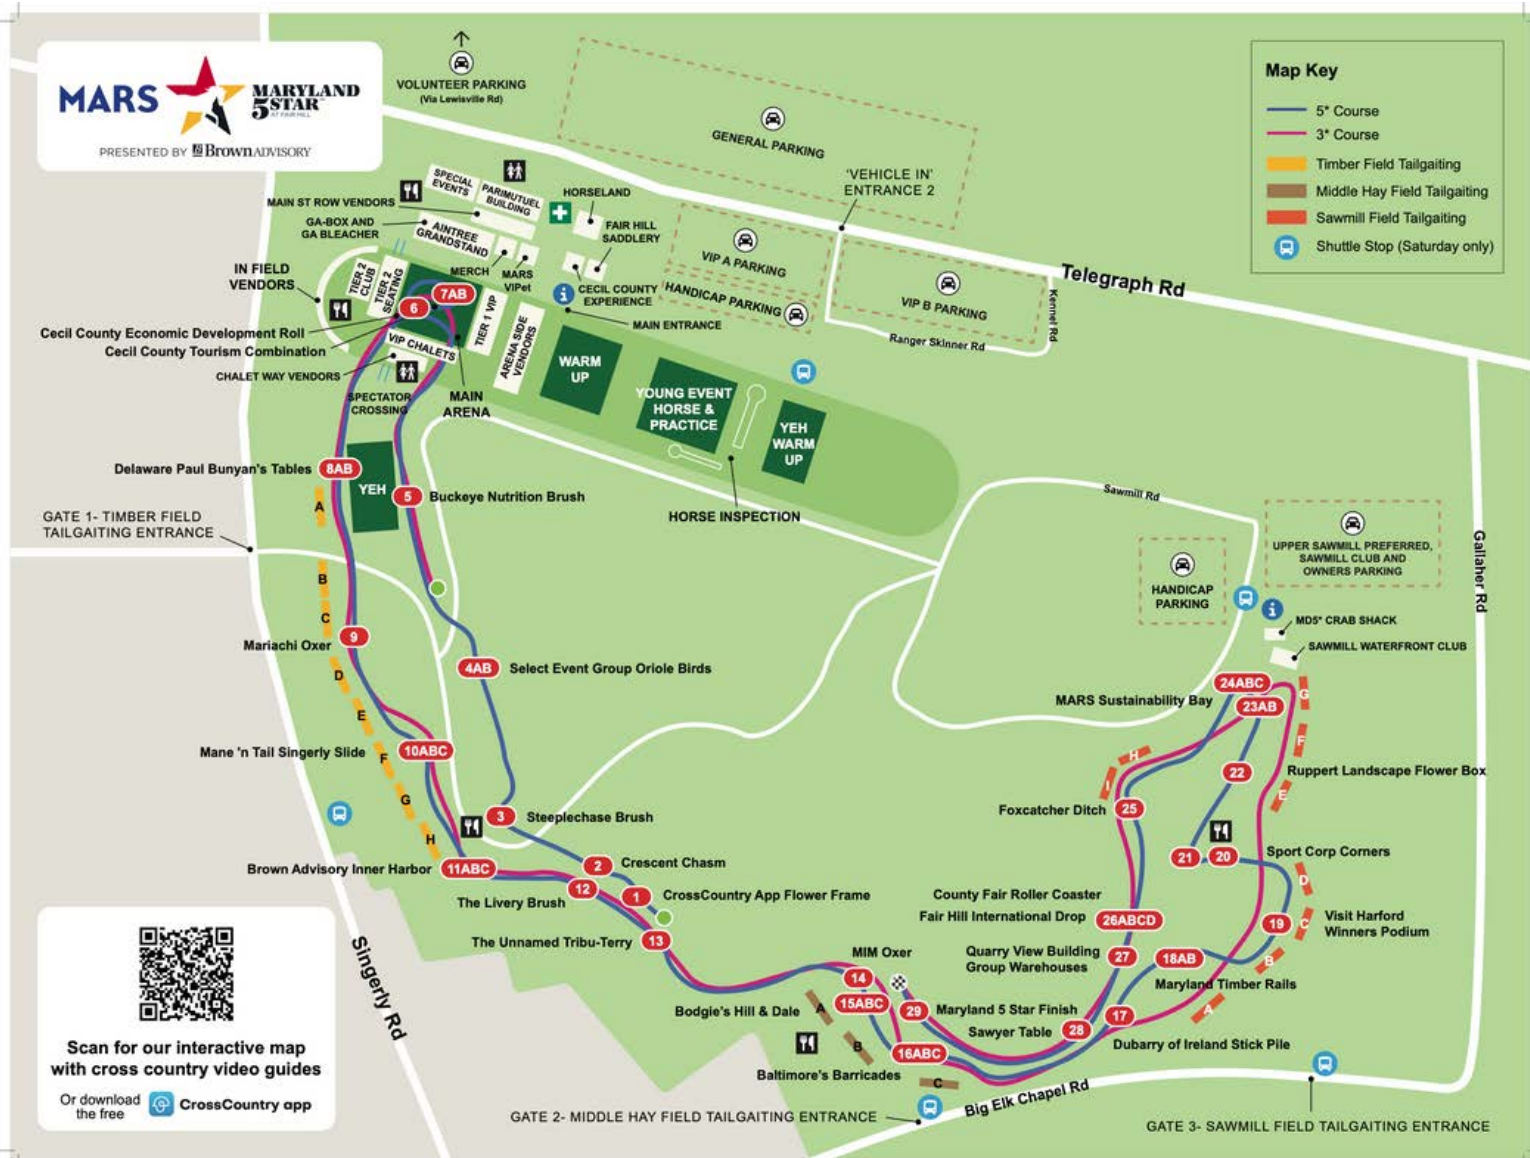 MARS
MARYLAND
5 STAR
AT FAIR HILL
PRESENTED BY Brown ADVISORY
VOLUNTEER PARKING
(Via Lewisville Rd)
GENERAL PARKING
'VEHICLE IN'
ENTRANCE 2
Map Key
5* Course
3* Course
Timber Field Tailgaiting
Middle Hay Field Tailgaiting
Sawmill Field Tailgaiting
Shuttle Stop (Saturday only)
SPECIAL
EVENTS
PARIMUTUEL
BUILDING
HORSELAND
MAIN ST ROW VENDORS
GA-BOX AND
GA BLEACHER
AINTREE
GRANDSTAND
FAIR HILL
SADDLERY
VIP A PARKING
HANDICAP PARKING
VIP B PARKING
Telegraph Rd
Kennel Rd
Ranger Skinner Rd
IN FIELD
VENDORS
TIER 2
CLUB
TIER 2
SEATING
MERCH
MARS
VIPet
CECIL COUNTY
EXPERIENCE
i
MAIN ENTRANCE
7AB
6
TIER 1 VIP
ARENA SIDE
VENDORS
Cecil County Economic Development Roll
Cecil County Tourism Combination
VIP CHALETS
CHALET WAY VENDORS
SPECTATOR
CROSSING
MAIN
ARENA
WARM
UP
YOUNG EVENT
HORSE &
PRACTICE
YEH
WARM
UP
HORSE INSPECTION
Delaware Paul Bunyan's Tables
8AB
YEH
5
Buckeye Nutrition Brush
A
GATE 1- TIMBER FIELD
TAILGAITING ENTRANCE
B
C
Mariachi Oxer
9
D
4AB
Select Event Group Oriole Birds
E
Mane 'n Tail Singerly Slide
10ABC
F
G
H
3
Steeplechase Brush
Brown Advisory Inner Harbor
11ABC
2
Crescent Chasm
The Livery Brush
12
1
CrossCountry App Flower Frame
The Unnamed Tribu-Terry
13
Sawmill Rd
Gallaher Rd
HANDICAP
PARKING
UPPER SAWMILL PREFERRED,
SAWMILL CLUB AND
OWNERS PARKING
i
MD5* CRAB SHACK
SAWMILL WATERFRONT CLUB
24ABC
MARS Sustainability Bay
23AB
G
F
H
I
22
Ruppert Landscape Flower Box
E
Foxcatcher Ditch
25
21
20
Sport Corp Corners
D
County Fair Roller Coaster
Fair Hill International Drop
26ABCD
19
C
Visit Harford
Winners Podium
Quarry View Building
Group Warehouses
27
18AB
B
Maryland Timber Rails
MIM Oxer
14
A
15ABC
Bodgie's Hill & Dale
A
29
Maryland 5 Star Finish
Sawyer Table
28
17
Dubarry of Ireland Stick Pile
B
16ABC
Baltimore's Barricades
C
Big Elk Chapel Rd
GATE 2- MIDDLE HAY FIELD TAILGAITING ENTRANCE
GATE 3- SAWMILL FIELD TAILGAITING ENTRANCE
Singerly Rd
Scan for our interactive map
with cross country video guides
Or download
the free
CrossCountry app